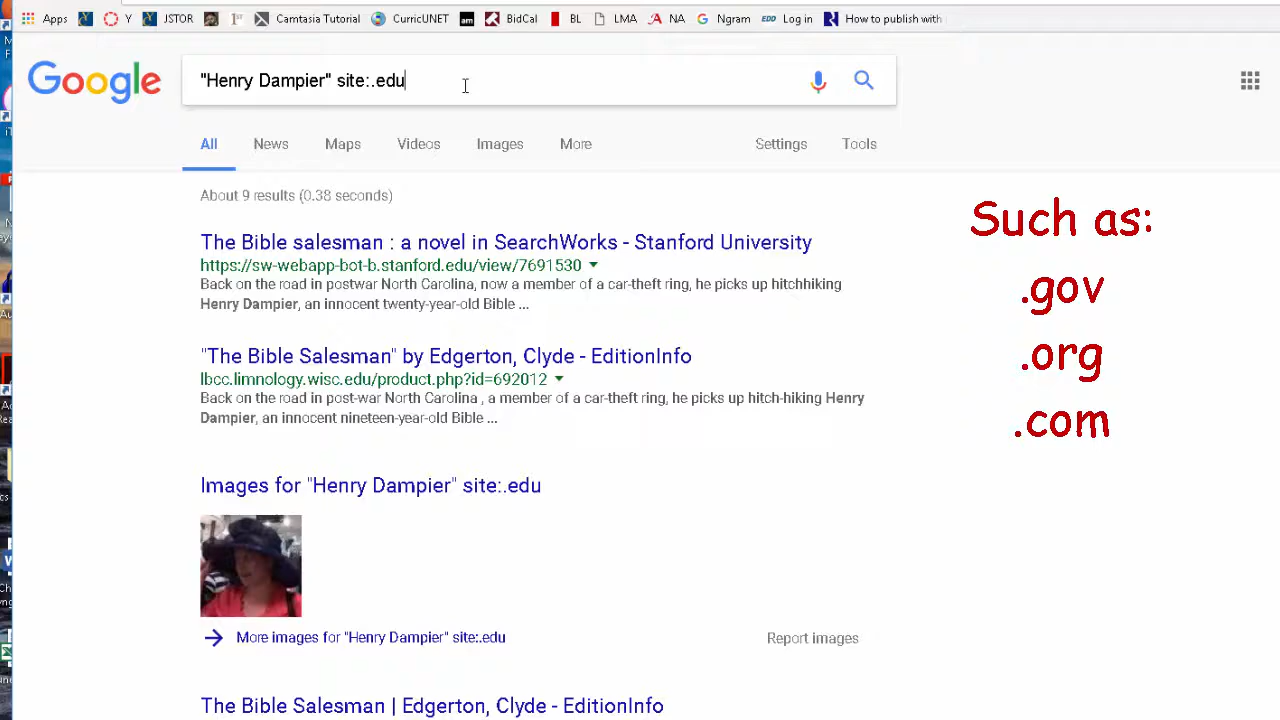 Apps Y JSTOR 1st Camtasia Tutorial CurricUNET am BidCal BL LMA NA Ngram EDD Log in How to publish with
Google
"Henry Dampier" site:.edu
All News Maps Videos Images More Settings Tools
About 9 results (0.38 seconds)
The Bible salesman : a novel in SearchWorks - Stanford University
https://sw-webapp-bot-b.stanford.edu/view/7691530
Back on the road in postwar North Carolina, now a member of a car-theft ring, he picks up hitchhiking
Henry Dampier, an innocent twenty-year-old Bible ...
"The Bible Salesman" by Edgerton, Clyde - EditionInfo
lbcc.limnology.wisc.edu/product.php?id=692012
Back on the road in post-war North Carolina , a member of a car-theft ring, he picks up hitch-hiking Henry
Dampier, an innocent nineteen-year-old Bible ...
Images for "Henry Dampier" site:.edu
More images for "Henry Dampier" site:.edu
Report images
The Bible Salesman | Edgerton, Clyde - EditionInfo
Such as:
.gov
.org
.com